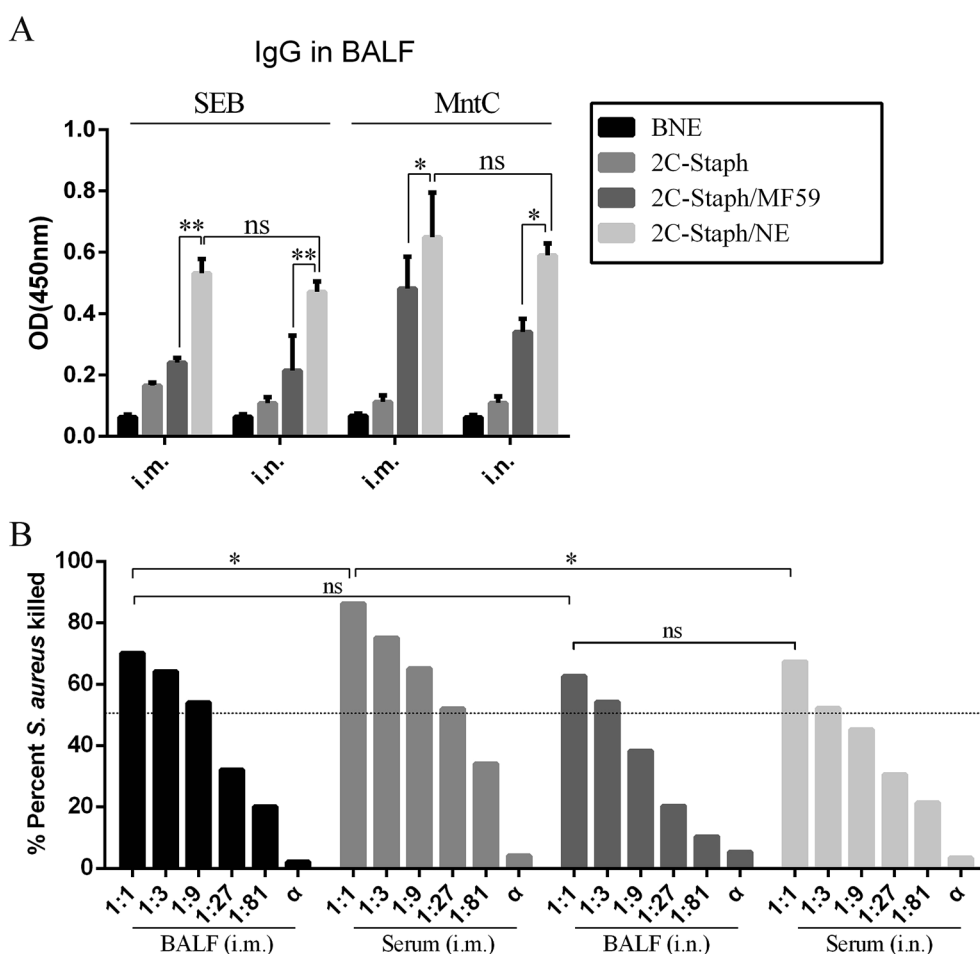 A
IgG in BALF
SEB
MntC
BNE
2C-Staph
2C-Staph/MF59
2C-Staph/NE
OD(450nm)
1.0
0.8
0.6
0.4
0.2
0.0
**
ns
**
*
ns
*
i.m.
i.n.
i.m.
i.n.
B
% Percent S. aureus killed
100
80
60
40
20
0
*
*
ns
ns
1:1 1:3 1:9 1:27 1:81 α 1:1 1:3 1:9 1:27 1:81 α 1:1 1:3 1:9 1:27 1:81 α 1:1 1:3 1:9 1:27 1:81 α
BALF (i.m.) Serum (i.m.) BALF (i.n.) Serum (i.n.)